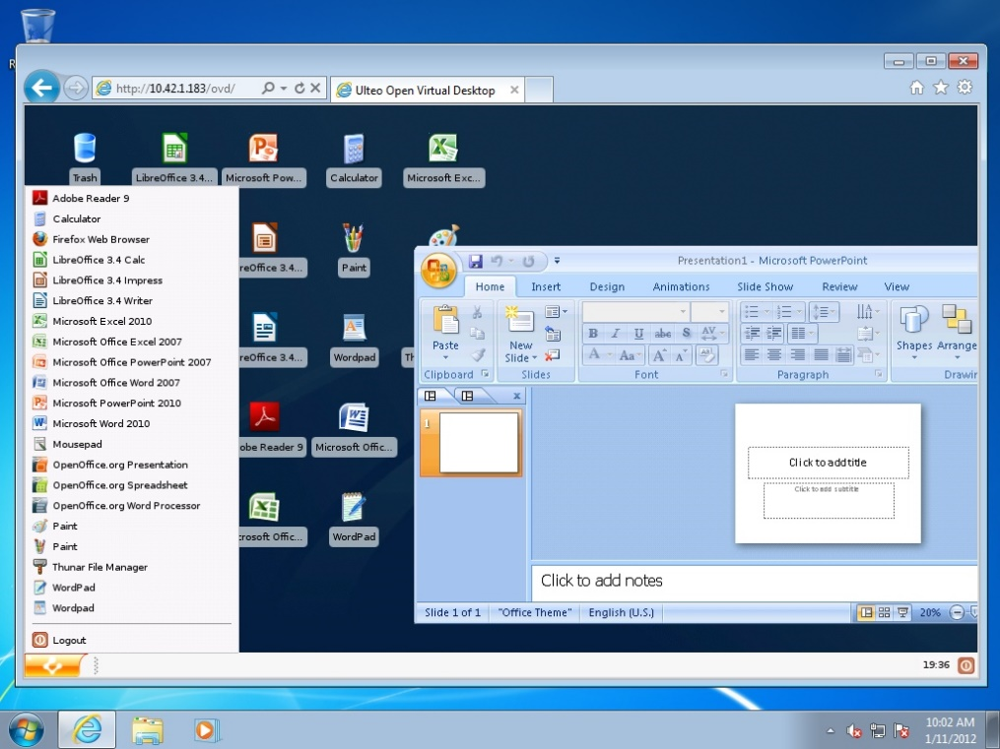 http://10.42.1.183/ovd/
Ulteo Open Virtual Desktop
Trash
LibreOffice 3.4...
Microsoft Pow...
Calculator
Microsoft Exc...
Adobe Reader 9
Calculator
Firefox Web Browser
LibreOffice 3.4 Calc
LibreOffice 3.4 Impress
LibreOffice 3.4 Writer
Microsoft Excel 2010
Microsoft Office Excel 2007
Microsoft Office PowerPoint 2007
Microsoft Office Word 2007
Microsoft PowerPoint 2010
Microsoft Word 2010
Mousepad
OpenOffice.org Presentation
OpenOffice.org Spreadsheet
OpenOffice.org Word Processor
Paint
Paint
Thunar File Manager
WordPad
Wordpad
Logout
reOffice 3.4...
Paint
reOffice 3.4...
Wordpad
Th
obe Reader 9
Microsoft Offic...
crosoft Offic...
WordPad
Presentation1 - Microsoft PowerPoint
Home Insert Design Animations Slide Show Review View
Paste
New Slide
Shapes Arrange
B I U abc S AV
A Aa A A
Clipboard Slides Font Paragraph Drawin
1
Click to add title
Click to add subtitle
Click to add notes
Slide 1 of 1 "Office Theme" English (U.S.) 20%
19:36
10:02 AM
1/11/2012